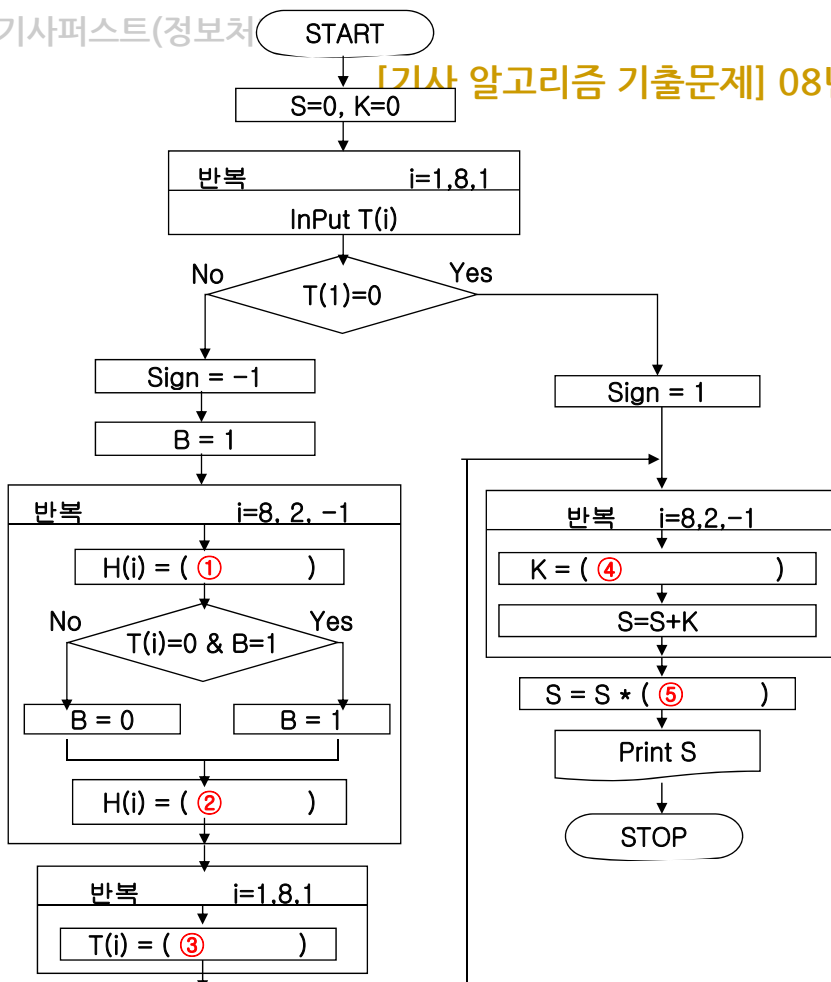 기사퍼스트(정보처
START
[기사 알고리즘 기출문제] 08
S=0, K=0
반복 i=1,8,1
InPut T(i)
No
Yes
T(1)=0
Sign = -1
B = 1
반복 i=8, 2, -1
H(i) = ( ① )
No
Yes
T(i)=0 & B=1
B = 0
B = 1
H(i) = ( ② )
반복 i=1,8,1
T(i) = ( ③ )
Sign = 1
반복 i=8,2,-1
K = ( ④ )
S=S+K
S = S * ( ⑤ )
Print S
STOP